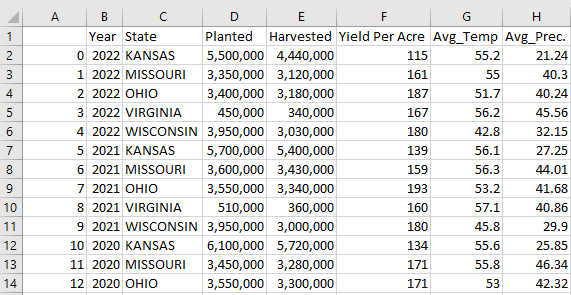 A B C D E F G H
1 Year State Planted Harvested Yield Per Acre Avg_Temp Avg_Prec.
2 0 2022 KANSAS 5,500,000 4,440,000 115 55.2 21.24
3 1 2022 MISSOURI 3,350,000 3,120,000 161 55 40.3
4 2 2022 OHIO 3,400,000 3,180,000 187 51.7 40.24
5 3 2022 VIRGINIA 450,000 340,000 167 56.2 45.56
6 4 2022 WISCONSIN 3,950,000 3,030,000 180 42.8 32.15
7 5 2021 KANSAS 5,700,000 5,400,000 139 56.1 27.25
8 6 2021 MISSOURI 3,600,000 3,430,000 159 56.3 44.01
9 7 2021 OHIO 3,550,000 3,340,000 193 53.2 41.68
10 8 2021 VIRGINIA 510,000 360,000 160 57.1 40.86
11 9 2021 WISCONSIN 3,950,000 3,000,000 180 45.8 29.9
12 10 2020 KANSAS 6,100,000 5,720,000 134 55.6 25.85
13 11 2020 MISSOURI 3,450,000 3,280,000 171 55.8 46.34
14 12 2020 OHIO 3,550,000 3,300,000 171 53 42.32